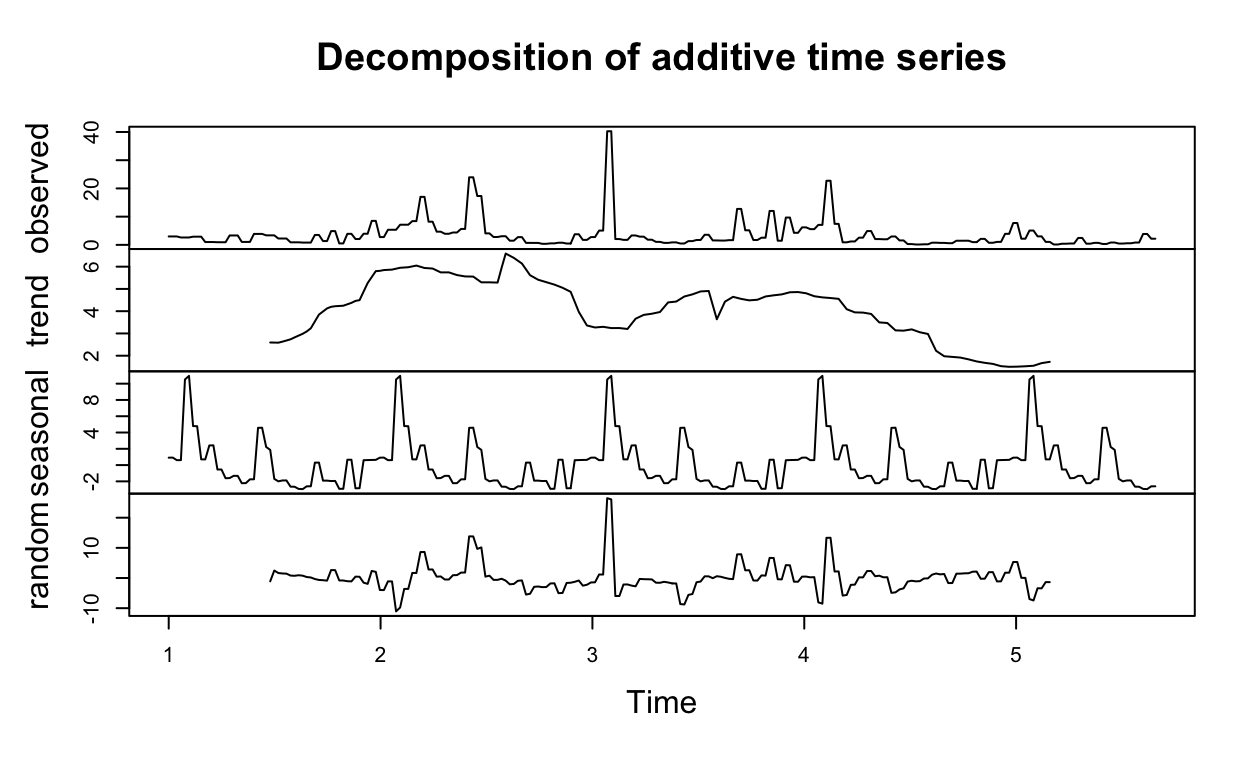 Decomposition of additive time series
observed
0 20 40
trend
2 4 6
seasonal
-2 4 8
random
-10 10
1 2 3 4 5
Time